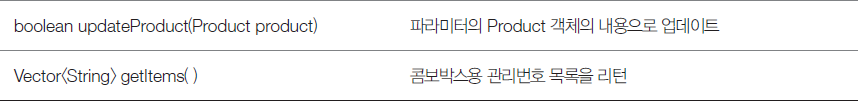 boolean updateProduct(Product product) 파라미터의 Product 객체의 내용으로 업데이트
Vector〈String〉 getItems( ) 콤보박스용 관리번호 목록을 리턴